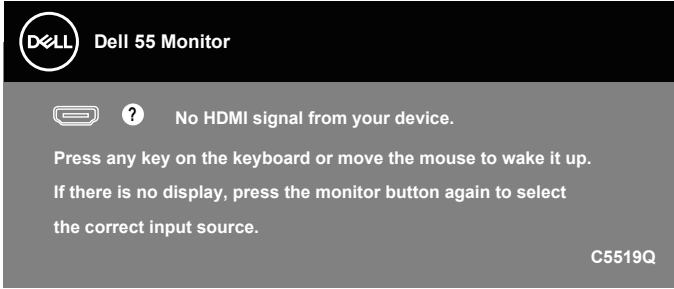 DELL Dell 55 Monitor
? No HDMI signal from your device.
Press any key on the keyboard or move the mouse to wake it up.
If there is no display, press the monitor button again to select
the correct input source.
C5519Q